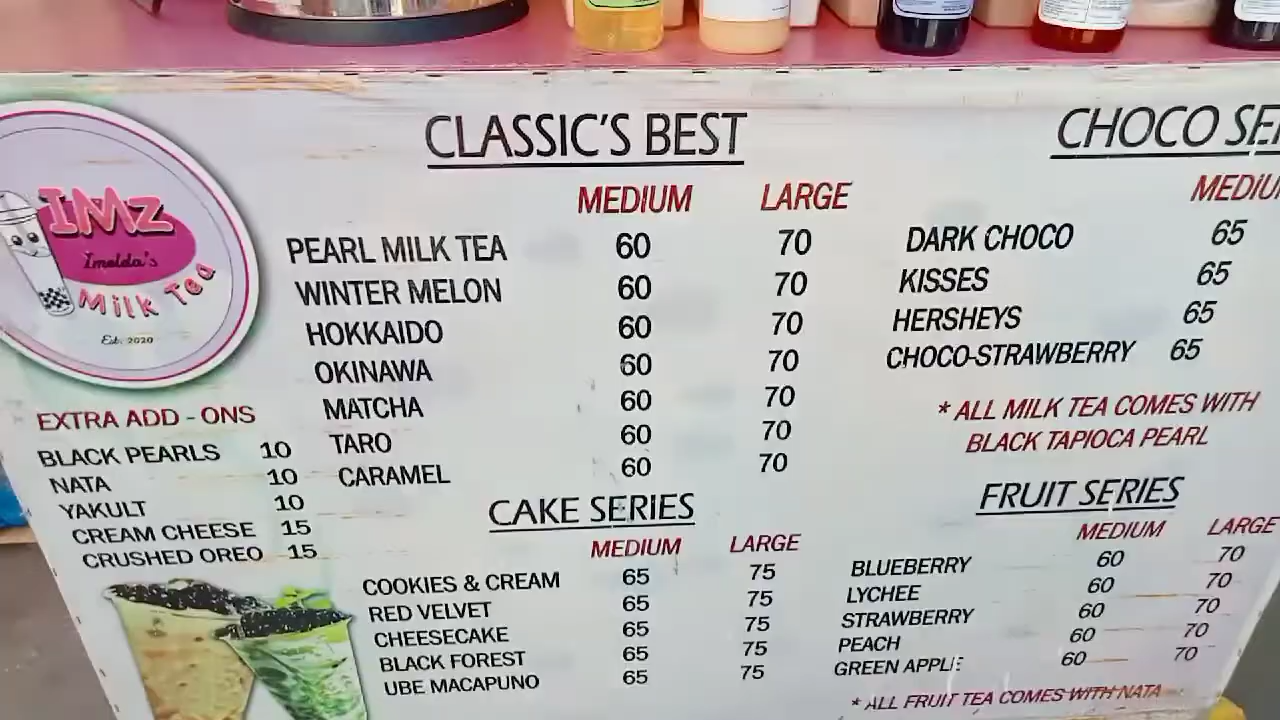 IMZ
Imelda's
Milk Tea
Est. 2020
EXTRA ADD - ONS
BLACK PEARLS 10
NATA 10
YAKULT 10
CREAM CHEESE 15
CRUSHED OREO 15
CLASSIC'S BEST
MEDIUM LARGE
PEARL MILK TEA 60 70
WINTER MELON 60 70
HOKKAIDO 60 70
OKINAWA 60 70
MATCHA 60 70
TARO 60 70
CARAMEL 60 70
CAKE SERIES
MEDIUM LARGE
COOKIES & CREAM 65 75
RED VELVET 65 75
CHEESECAKE 65 75
BLACK FOREST 65 75
UBE MACAPUNO 65 75
CHOCO SE
MEDIU
DARK CHOCO 65
KISSES 65
HERSHEYS 65
CHOCO-STRAWBERRY 65
* ALL MILK TEA COMES WITH
BLACK TAPIOCA PEARL
FRUIT SERIES
MEDIUM LARGE
BLUEBERRY 60 70
LYCHEE 60 70
STRAWBERRY 60 70
PEACH 60 70
GREEN APPLE 60 70
* ALL FRUIT TEA COMES WITH NATA